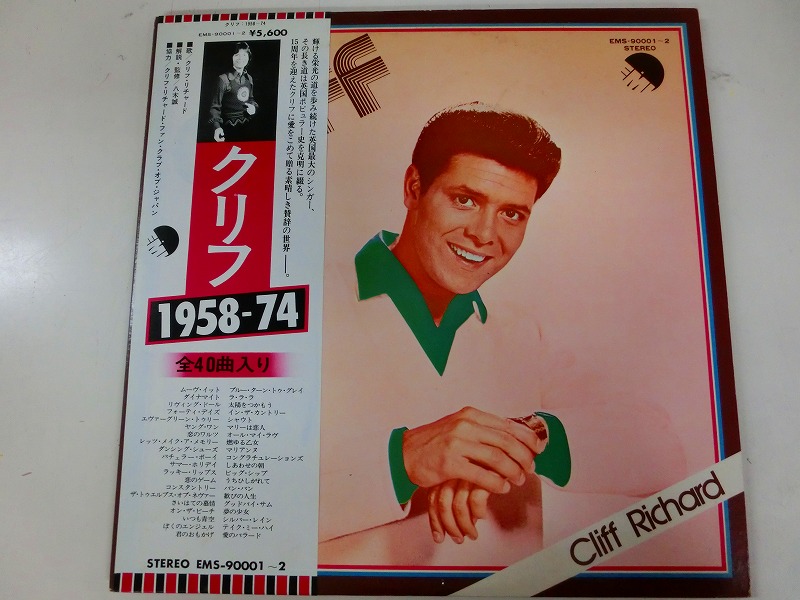 クリフ:1958-74
EMS-90001~2 ¥5,600
輝ける栄光の道を歩み続けた英国最大のシンガー、
その長き道は英国ポピュラー史を克明に綴る。
15周年を迎えたクリフに愛をこめて贈る素晴しき賛辞の世界——。
●歌・クリフ・リチャード
■解説・監修/八木誠
■協力 クリフ・リチャード・ファン・クラブ・オブ・ジャパン
クリフ
1958-74
全40曲入り
ムーヴ・イット ブルー・ターン・トゥ・グレイ
ダイナマイト ラ・ラ・ラ
リヴィング・ドール 太陽をつかもう
フォーティ・デイズ イン・ザ・カントリー
エヴァーグリーン・トゥリー シャウト
ヤング・ワン マリーは恋人
恋のワルツ オール・マイ・ラヴ
レッツ・メイク・ア・メモリー 燃ゆる乙女
ダンシング・シューズ マリアンヌ
バチェラー・ボーイ コングラチュレーションズ
サマー・ホリデイ しあわせの朝
ラッキー・リップス ビッグ・シップ
恋のゲーム うちひしがれて
コンスタントリー バン・バン
ザ・トゥエルブス・オブ・ネヴァー 歓びの人生
さいはての慕情 グッドバイ・サム
オン・ザ・ビーチ 夢の少女
いつも青空 シルバー・レイン
ぼくのエンジェル テイク・ミー・ハイ
君のおもかげ 愛のバラード
STEREO EMS-90001~2
EMS-90001~2
STEREO
EMI
Cliff Richard